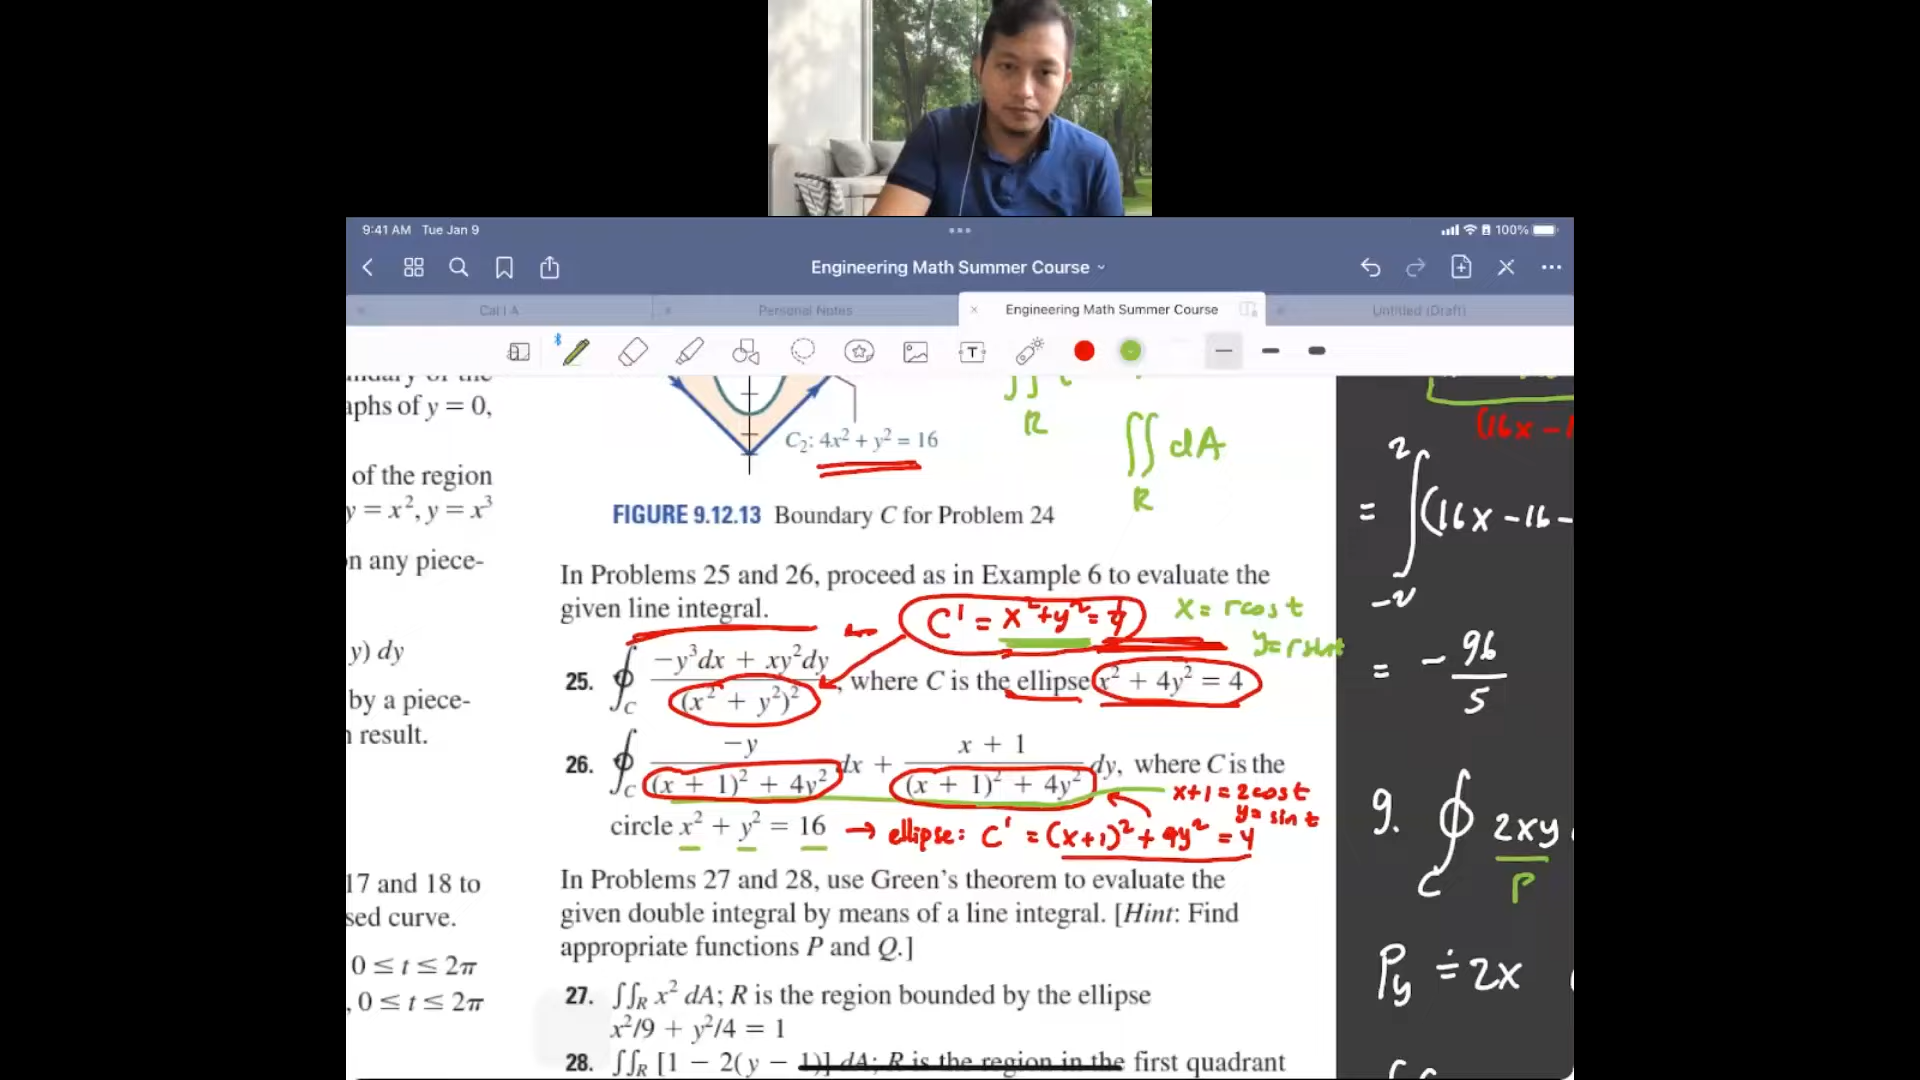 9:41 AM Tue Jan 9
100%
Engineering Math Summer Course
Cal I A
Personal Notes
Engineering Math Summer Course
Untitled (Draft)
T
aphs of y = 0,
of the region
y = x², y = x³
n any piece-
y) dy
by a piece-
result.
17 and 18 to
sed curve.
0 ≤ t ≤ 2π
, 0 ≤ t ≤ 2π
C₂: 4x² + y² = 16
R
∬ dA
R
FIGURE 9.12.13 Boundary C for Problem 24
In Problems 25 and 26, proceed as in Example 6 to evaluate the
given line integral.
C' = x² + y² =
x = r cos t
25. ∮C (−y³dx + xy²dy)/(x² + y²)², where C is the ellipse x² + 4y² = 4
26. ∮C −y/((x + 1)² + 4y²) dx + (x + 1)/((x + 1)² + 4y²) dy, where C is the
x+1 = 2cos t
y = sin t
circle x² + y² = 16 → ellipse: C' = (x+1)² + 4y² = 4
In Problems 27 and 28, use Green's theorem to evaluate the
given double integral by means of a line integral. [Hint: Find
appropriate functions P and Q.]
27. ∬R x² dA; R is the region bounded by the ellipse
x²/9 + y²/4 = 1
28. ∬R [1 − 2(y − 1)] dA; R is the region in the first quadrant
(16x −
2
= ∫(16x − 16 −
−2
= − 96/5
9. ∮ 2xy
C
P
Py = 2x